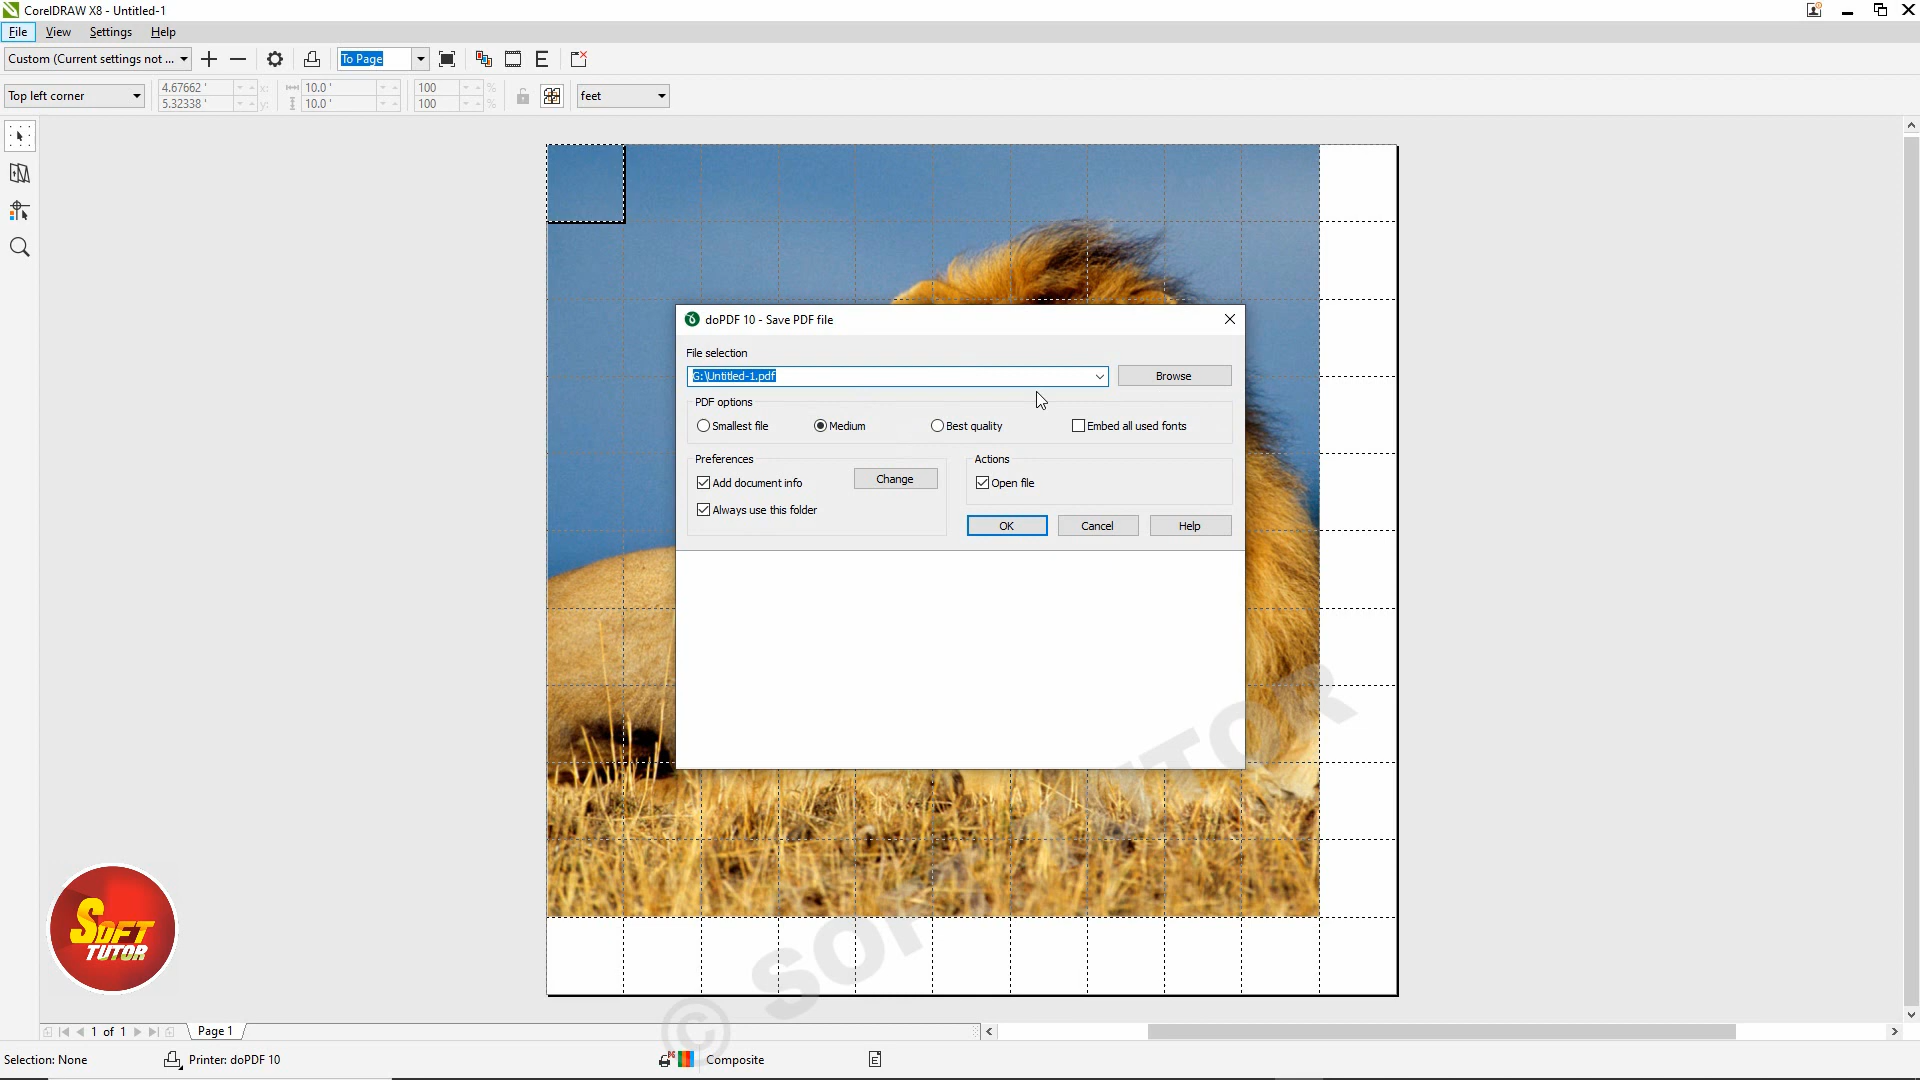 CorelDRAW X8 - Untitled-1
File View Settings Help
Custom (Current settings not ... To Page
Top left corner 4.67662 ' x: 10.0 ' 100 % feet
5.32338 ' y: 10.0 ' 100 %
doPDF 10 - Save PDF file
File selection
G:\Untitled-1.pdf Browse
PDF options
Smallest file Medium Best quality Embed all used fonts
Preferences Actions
Add document info Change Open file
Always use this folder
OK Cancel Help
© SOFT TUTOR
SOFT
TUTOR
1 of 1 Page 1
Selection: None Printer: doPDF 10 Composite